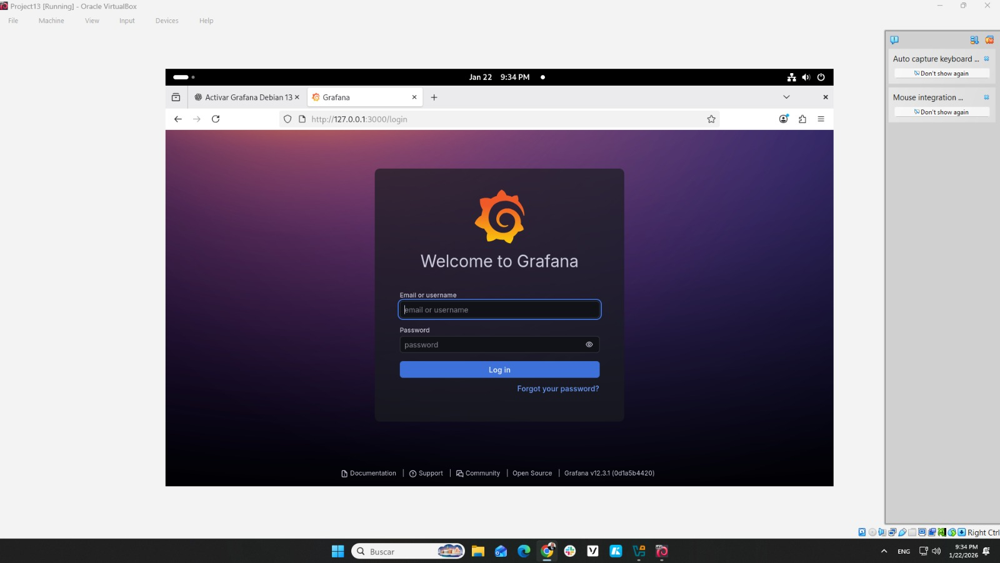 Project13 [Running] - Oracle VirtualBox
File Machine View Input Devices Help
Auto capture keyboard ...
Don't show again
Mouse integration ...
Don't show again
Jan 22 9:34 PM
Activar Grafana Debian 13
Grafana
http://127.0.0.1:3000/login
Welcome to Grafana
Email or username
email or username
Password
password
Log in
Forgot your password?
Documentation | Support | Community | Open Source | Grafana v12.3.1 (0d1a5b4420)
Right Ctrl
Buscar
ENG
9:34 PM
1/22/2026